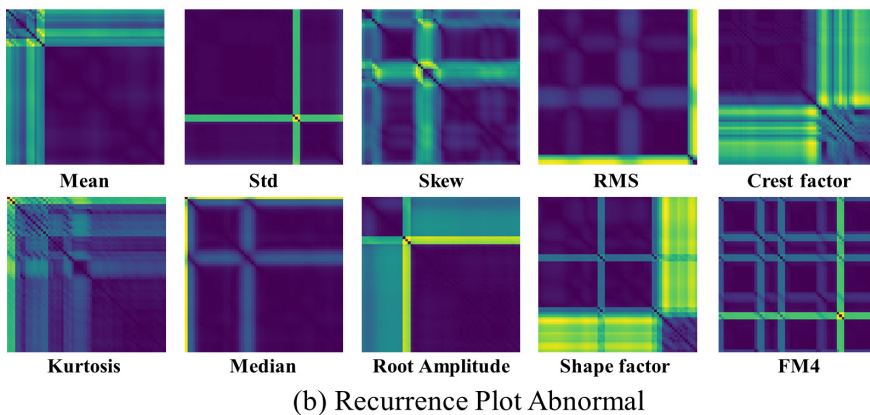 Mean Std Skew RMS Crest factor
Kurtosis Median Root Amplitude Shape factor FM4
(b) Recurrence Plot Abnormal